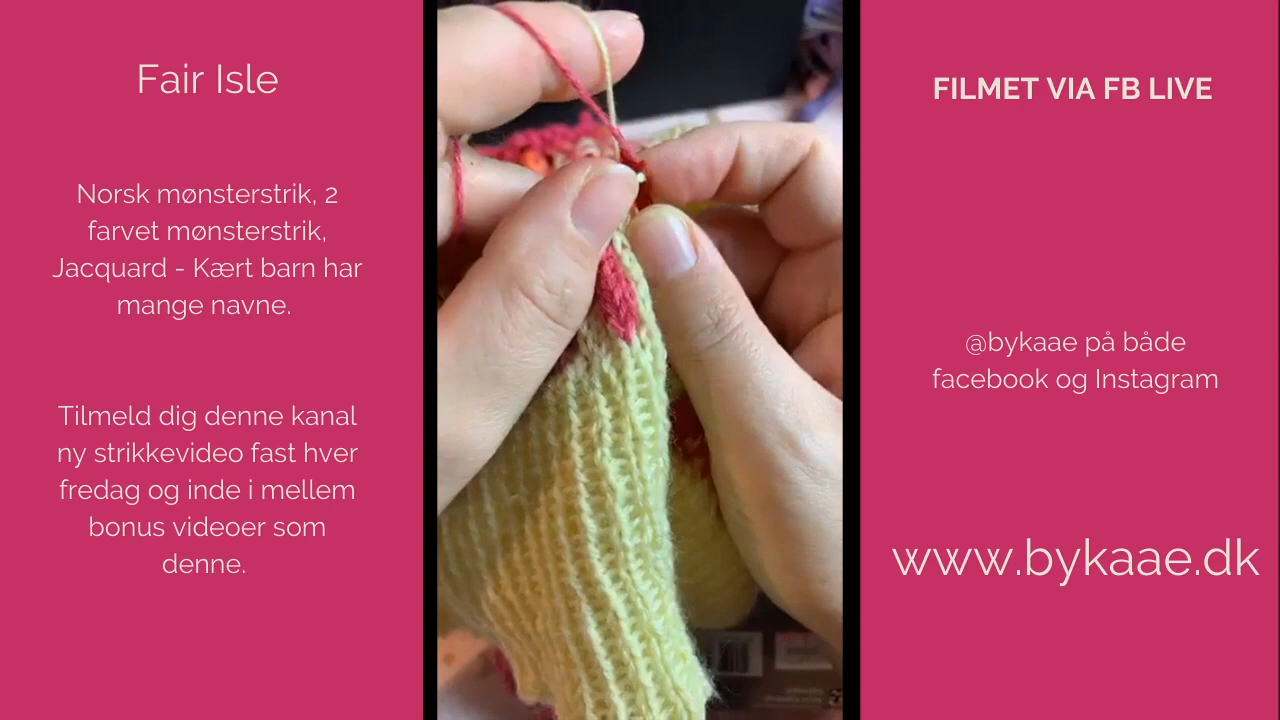 Fair Isle
Norsk mønsterstrik, 2
farvet mønsterstrik,
Jacquard - Kært barn har
mange navne.
Tilmeld dig denne kanal
ny strikkevideo fast hver
fredag og inde i mellem
bonus videoer som
denne.
FILMET VIA FB LIVE
@bykaae på både
facebook og Instagram
www.bykaae.dk